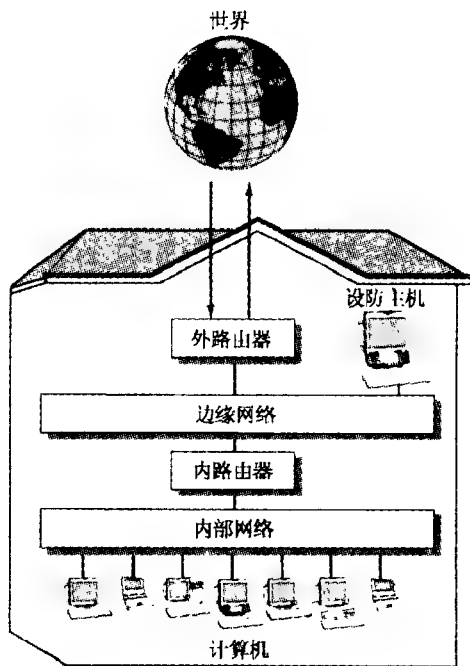 世界
设防主机
外路由器
边缘网络
内路由器
内部网络
计算机